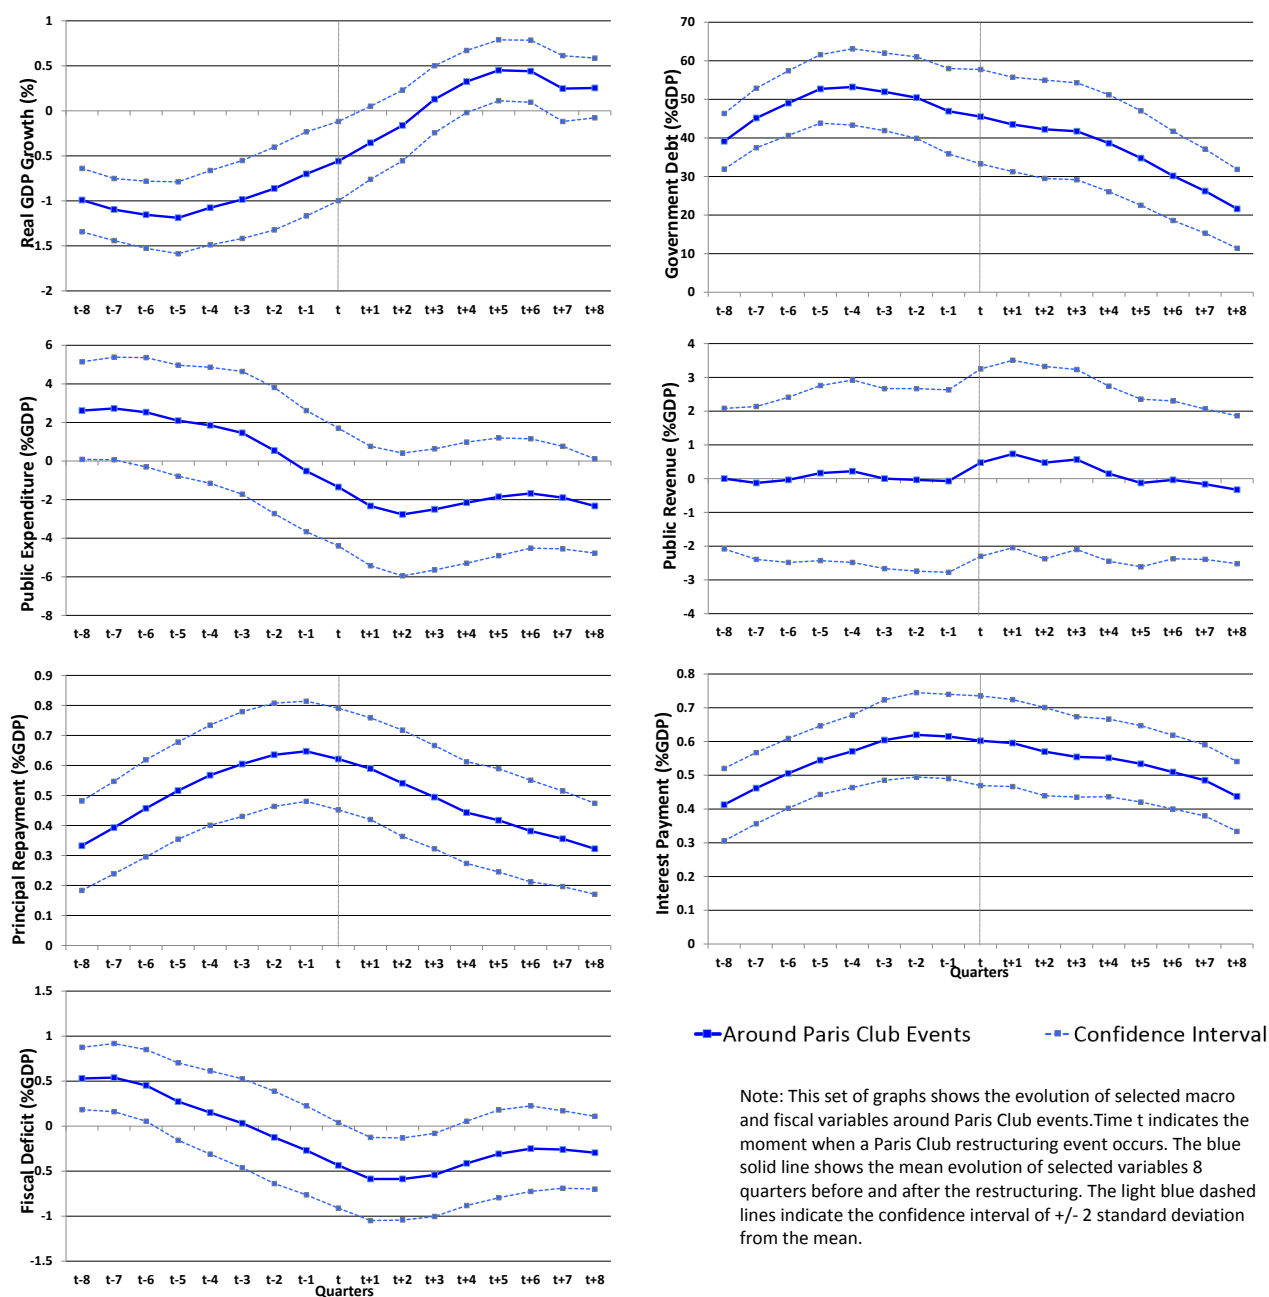 Real GDP Growth (%)
1
0.5
0
-0.5
-1
-1.5
-2
t-8 t-7 t-6 t-5 t-4 t-3 t-2 t-1 t t+1 t+2 t+3 t+4 t+5 t+6 t+7 t+8
Government Debt (%GDP)
70
60
50
40
30
20
10
0
t-8 t-7 t-6 t-5 t-4 t-3 t-2 t-1 t t+1 t+2 t+3 t+4 t+5 t+6 t+7 t+8
Public Expenditure (%GDP)
6
4
2
0
-2
-4
-6
-8
t-8 t-7 t-6 t-5 t-4 t-3 t-2 t-1 t t+1 t+2 t+3 t+4 t+5 t+6 t+7 t+8
Public Revenue (%GDP)
4
3
2
1
0
-1
-2
-3
-4
t-8 t-7 t-6 t-5 t-4 t-3 t-2 t-1 t t+1 t+2 t+3 t+4 t+5 t+6 t+7 t+8
Principal Repayment (%GDP)
0.9
0.8
0.7
0.6
0.5
0.4
0.3
0.2
0.1
0
t-8 t-7 t-6 t-5 t-4 t-3 t-2 t-1 t t+1 t+2 t+3 t+4 t+5 t+6 t+7 t+8
Interest Payment (%GDP)
0.8
0.7
0.6
0.5
0.4
0.3
0.2
0.1
0
t-8 t-7 t-6 t-5 t-4 t-3 t-2 t-1 t t+1 t+2 t+3 t+4 t+5 t+6 t+7 t+8
Quarters
Fiscal Deficit (%GDP)
1.5
1
0.5
0
-0.5
-1
-1.5
t-8 t-7 t-6 t-5 t-4 t-3 t-2 t-1 t t+1 t+2 t+3 t+4 t+5 t+6 t+7 t+8
Quarters
Around Paris Club Events Confidence Interval
Note: This set of graphs shows the evolution of selected macro
and fiscal variables around Paris Club events.Time t indicates the
moment when a Paris Club restructuring event occurs. The blue
solid line shows the mean evolution of selected variables 8
quarters before and after the restructuring. The light blue dashed
lines indicate the confidence interval of +/- 2 standard deviation
from the mean.